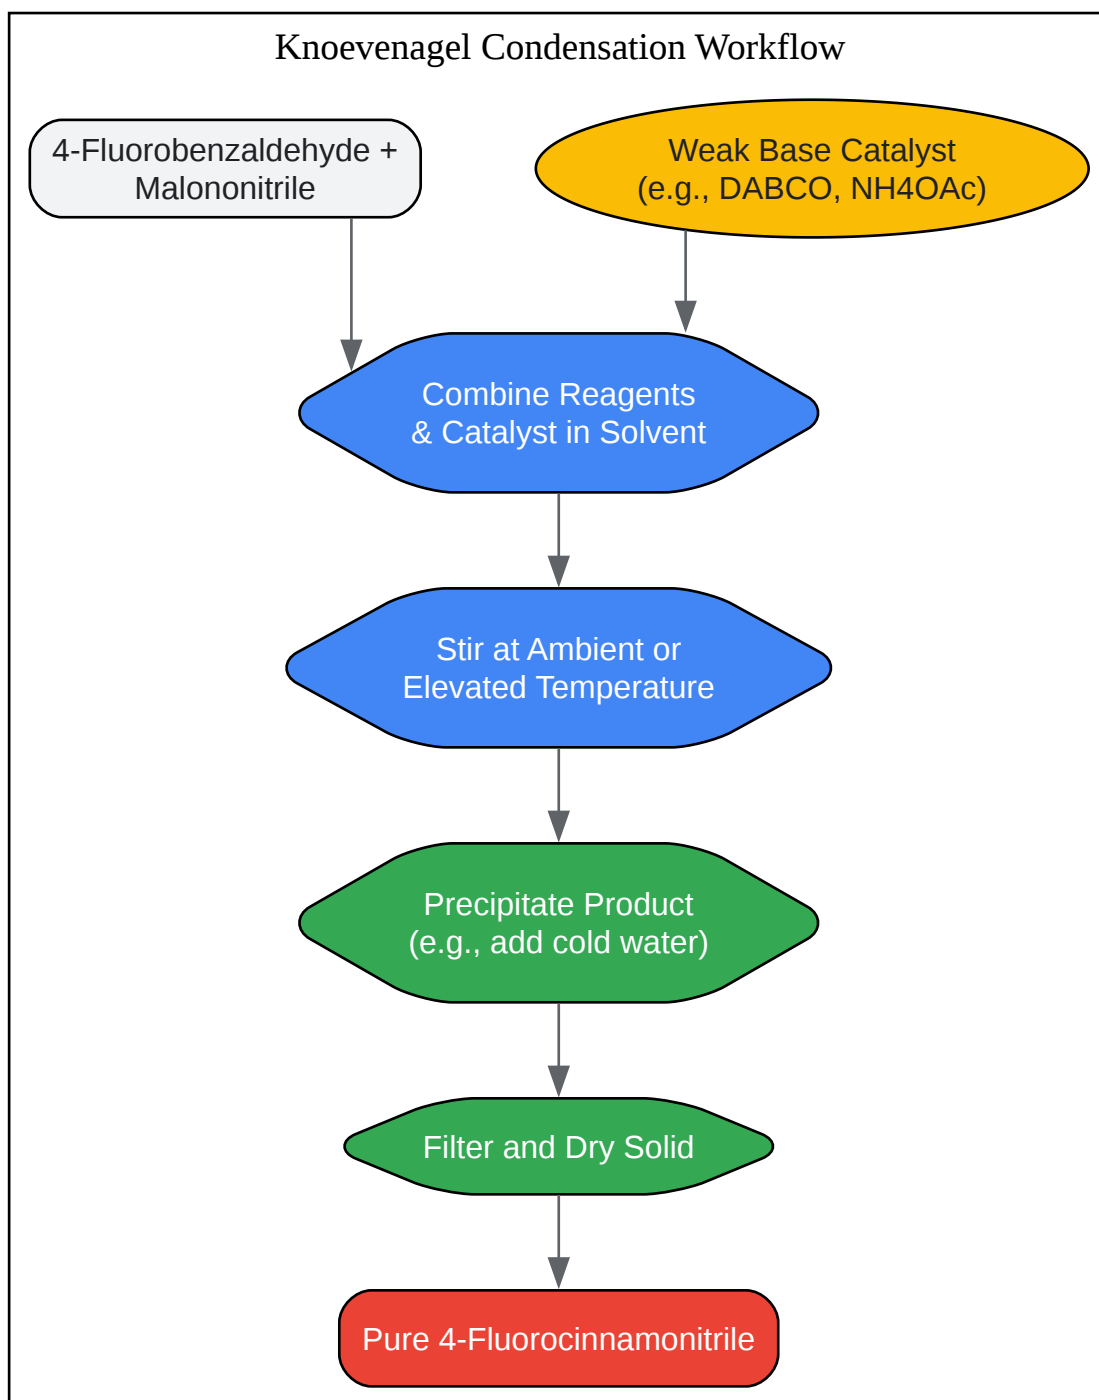 Knoevenagel Condensation Workflow
4-Fluorobenzaldehyde +
Malononitrile
Weak Base Catalyst
(e.g., DABCO, NH4OAc)
Combine Reagents
& Catalyst in Solvent
Stir at Ambient or
Elevated Temperature
Precipitate Product
(e.g., add cold water)
Filter and Dry Solid
Pure 4-Fluorocinnamonitrile